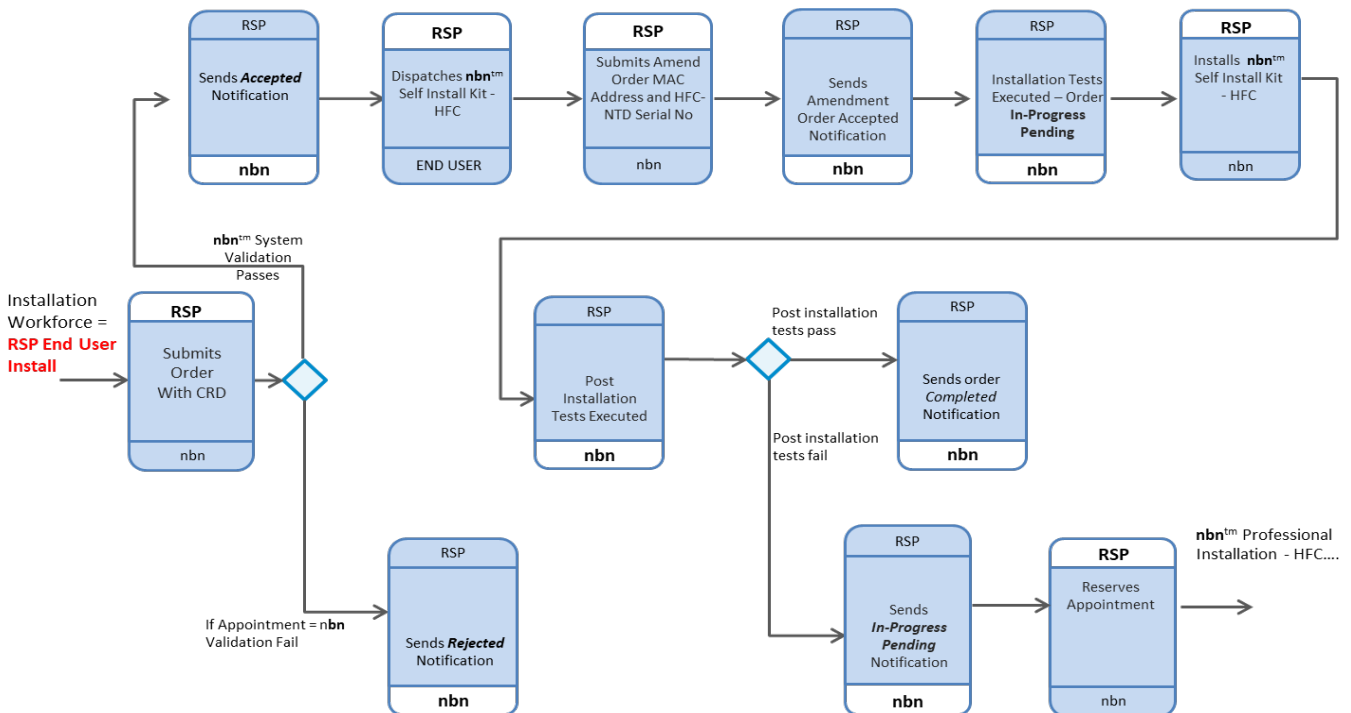 RSP
Sends Accepted
Notification
nbn
RSP
Dispatches nbn™
Self Install Kit -
HFC
END USER
RSP
Submits Amend
Order MAC
Address and HFC-
NTD Serial No
nbn
RSP
Sends
Amendment
Order Accepted
Notification
nbn
RSP
Installation Tests
Executed – Order
In-Progress
Pending
nbn
RSP
Installs nbn™
Self Install Kit
- HFC
nbn
nbn™ System
Validation
Passes
Installation
Workforce =
RSP End User
Install
RSP
Submits
Order
With CRD
nbn
RSP
Post
Installation
Tests Executed
nbn
Post installation
tests pass
RSP
Sends order
Completed
Notification
nbn
Post installation
tests fail
If Appointment = nbn
Validation Fail
RSP
Sends Rejected
Notification
nbn
RSP
Sends
In-Progress
Pending
Notification
nbn
RSP
Reserves
Appointment
nbn
nbn™ Professional
Installation - HFC....